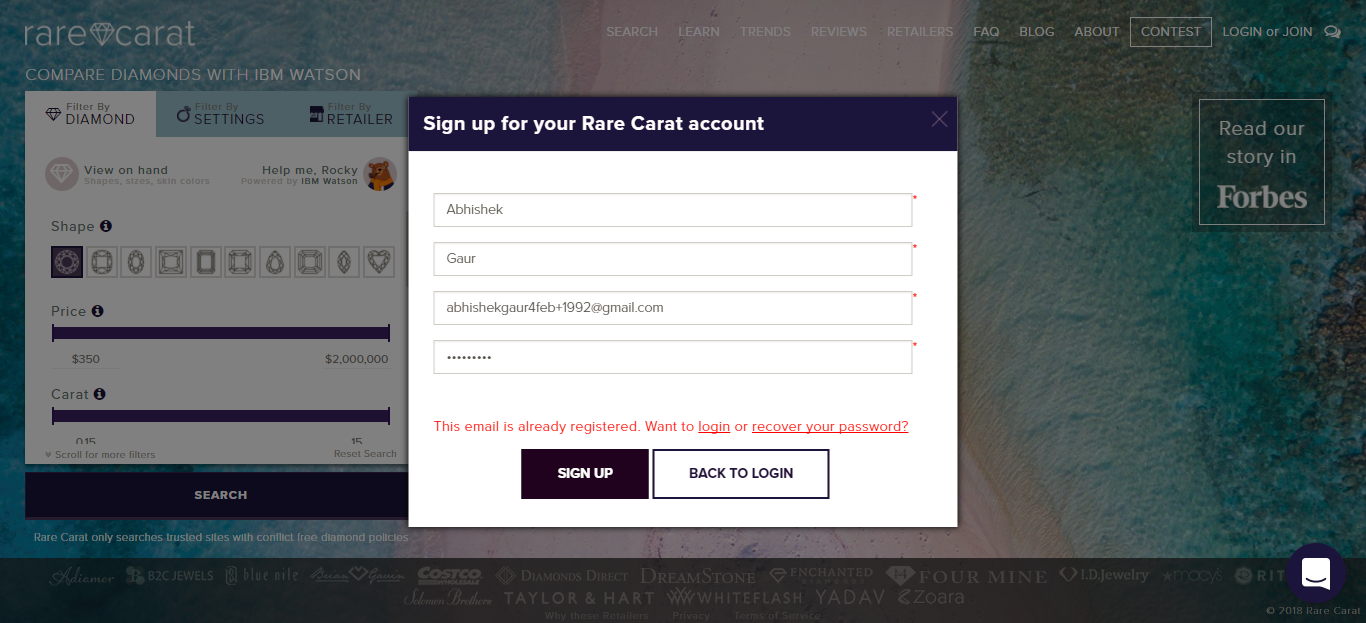 rare carat
SEARCH LEARN TRENDS REVIEWS RETAILERS FAQ BLOG ABOUT CONTEST LOGIN or JOIN
COMPARE DIAMONDS WITH IBM WATSON
Filter By
DIAMOND
Filter By
SETTINGS
Filter By
RETAILER
View on hand
Shapes, sizes, skin colors
Help me, Rocky
Powered by IBM Watson
Shape
Price
$350 $2,000,000
Carat
0.15 15
Scroll for more filters Reset Search
SEARCH
Rare Carat only searches trusted sites with conflict free diamond policies
Sign up for your Rare Carat account
Abhishek *
Gaur *
abhishekgaur4feb+1992@gmail.com *
••••••••• *
This email is already registered. Want to login or recover your password?
SIGN UP BACK TO LOGIN
Read our
story in
Forbes
Adiamor B2C JEWELS blue nile Brian Gavin COSTCO WHOLESALE DIAMONDS DIRECT DREAMSTONE ENCHANTED DIAMONDS FOUR MINE I.D.Jewelry macys RIT
Solomon Brothers TAYLOR & HART WHITEFLASH YADAV Zoara
Why these Retailers Privacy Terms of Service
© 2018 Rare Carat